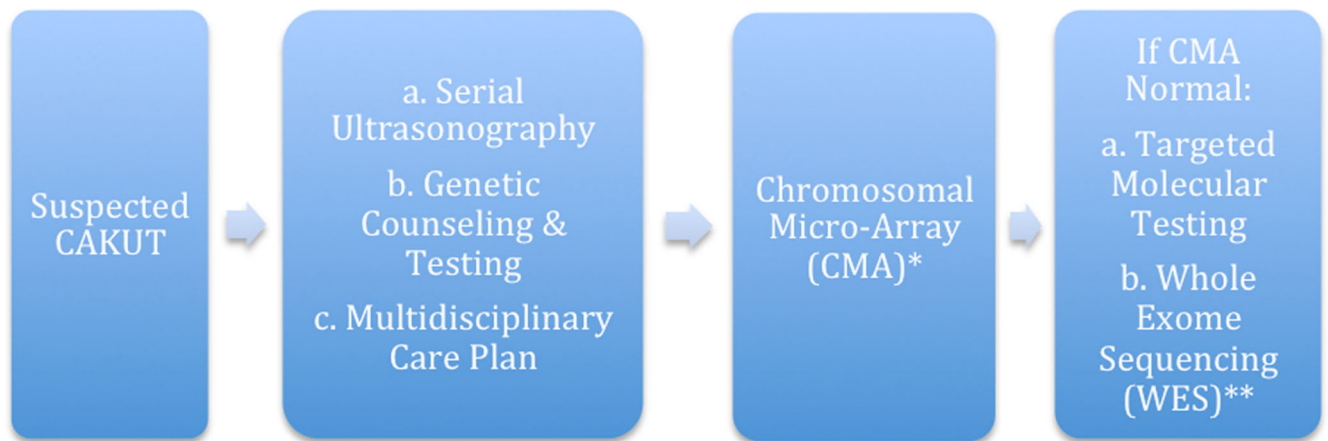 Suspected
CAKUT
a. Serial
Ultrasonography
b. Genetic
Counseling &
Testing
c. Multidisciplinary
Care Plan
Chromosomal
Micro-Array
(CMA)*
If CMA
Normal:
a. Targeted
Molecular
Testing
b. Whole
Exome
Sequencing
(WES)**